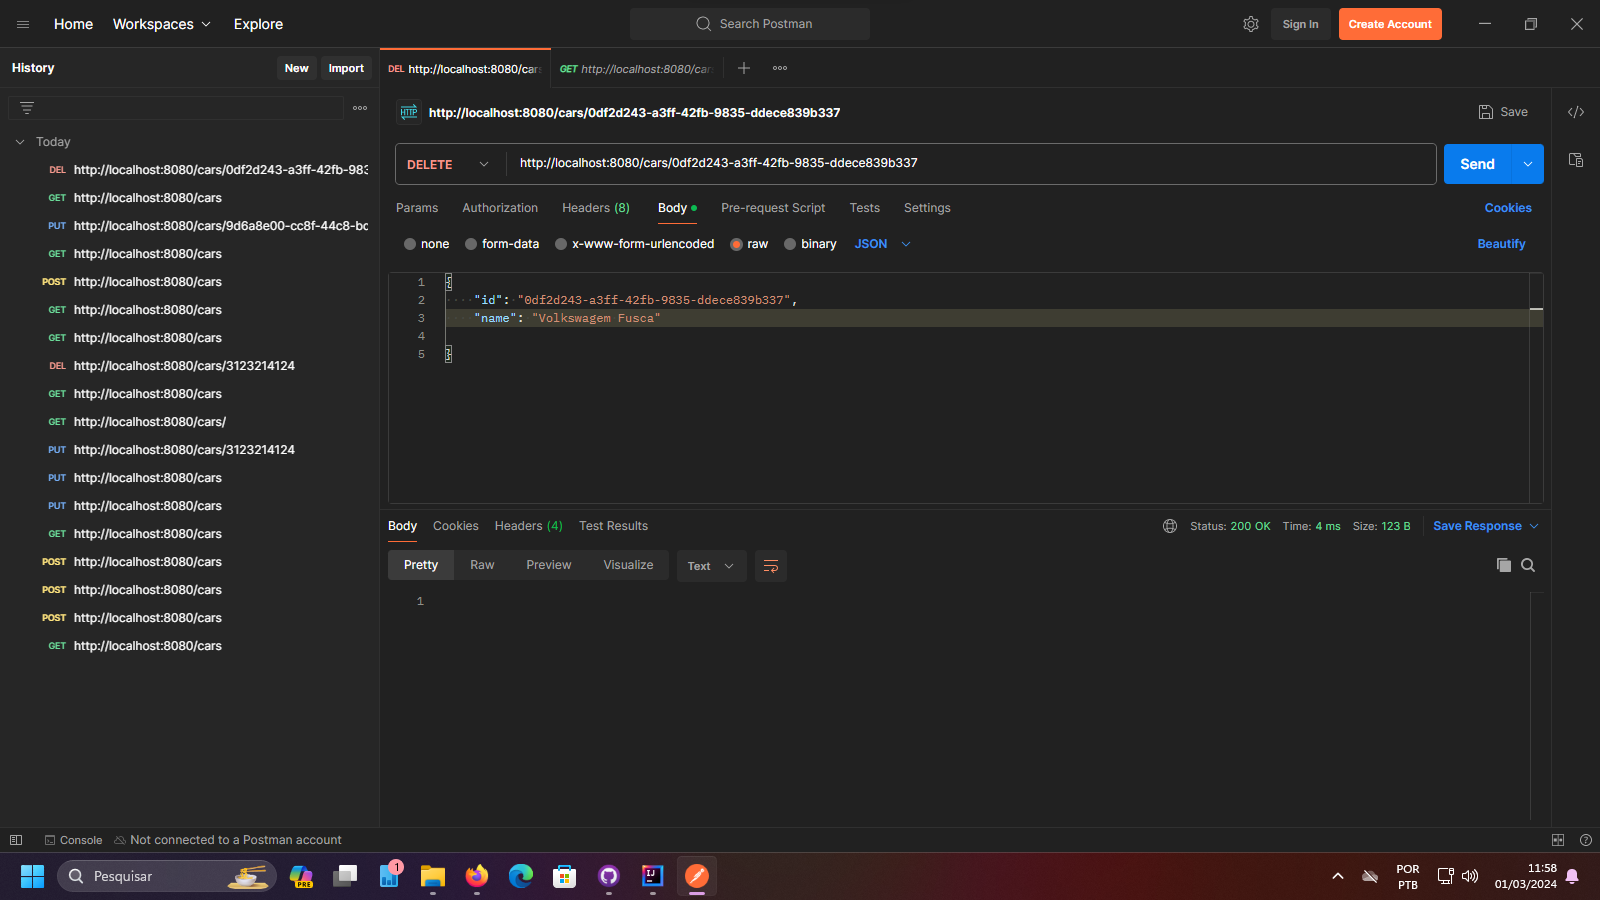 Home Workspaces Explore Search Postman Sign In Create Account
History New Import
DEL http://localhost:8080/cars GET http://localhost:8080/cars
HTTP http://localhost:8080/cars/0df2d243-a3ff-42fb-9835-ddece839b337 Save
Today
DEL http://localhost:8080/cars/0df2d243-a3ff-42fb-983
GET http://localhost:8080/cars
PUT http://localhost:8080/cars/9d6a8e00-cc8f-44c8-bc
GET http://localhost:8080/cars
POST http://localhost:8080/cars
GET http://localhost:8080/cars
GET http://localhost:8080/cars
DEL http://localhost:8080/cars/3123214124
GET http://localhost:8080/cars
GET http://localhost:8080/cars/
PUT http://localhost:8080/cars/3123214124
PUT http://localhost:8080/cars
PUT http://localhost:8080/cars
GET http://localhost:8080/cars
POST http://localhost:8080/cars
POST http://localhost:8080/cars
POST http://localhost:8080/cars
GET http://localhost:8080/cars
DELETE http://localhost:8080/cars/0df2d243-a3ff-42fb-9835-ddece839b337 Send
Params Authorization Headers (8) Body Pre-request Script Tests Settings Cookies
none form-data x-www-form-urlencoded raw binary JSON Beautify
1 {
2 "id": "0df2d243-a3ff-42fb-9835-ddece839b337",
3 "name": "Volkswagem Fusca"
4
5 }
Body Cookies Headers (4) Test Results Status: 200 OK Time: 4 ms Size: 123 B Save Response
Pretty Raw Preview Visualize Text
1
Console Not connected to a Postman account
Pesquisar PRE 1 IJ POR 11:58
PTB 01/03/2024